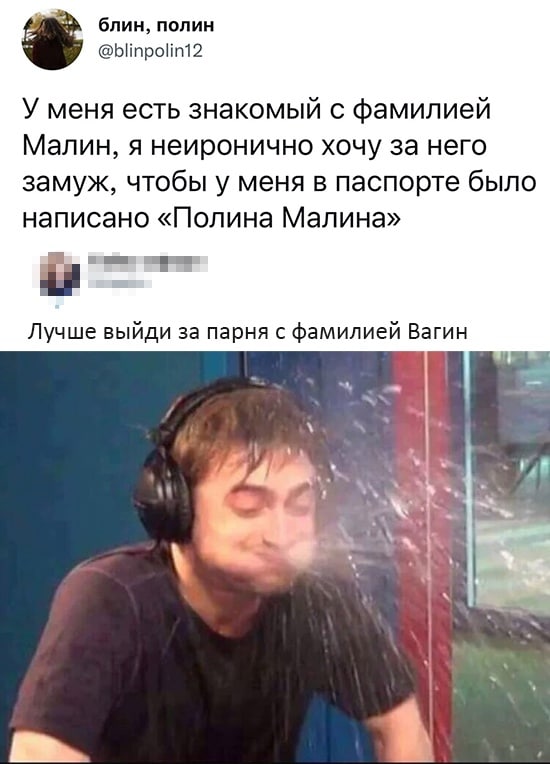 блин, полин
@blinpolin12
У меня есть знакомый с фамилией
Малин, я неиронично хочу за него
замуж, чтобы у меня в паспорте было
написано «Полина Малина»
Лучше выйди за парня с фамилией Вагин